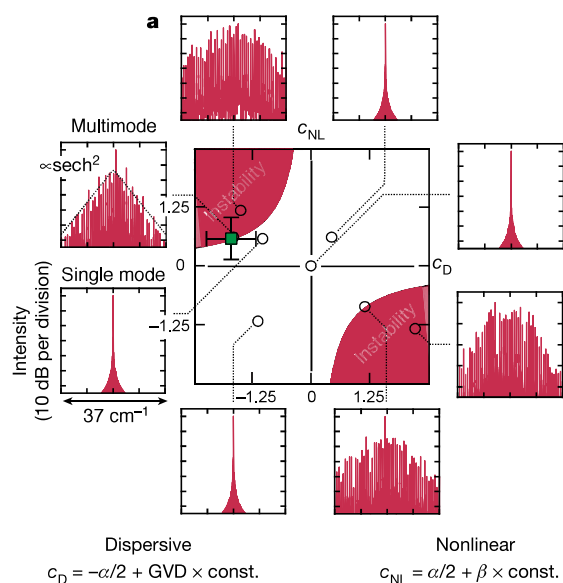 a
c_NL
Multimode
∝sech²
Instability
1.25
0
c_D
Single mode
−1.25
Instability
Intensity
(10 dB per division)
37 cm⁻¹
−1.25
0
1.25
Dispersive
c_D = −α/2 + GVD × const.
Nonlinear
c_NL = α/2 + β × const.